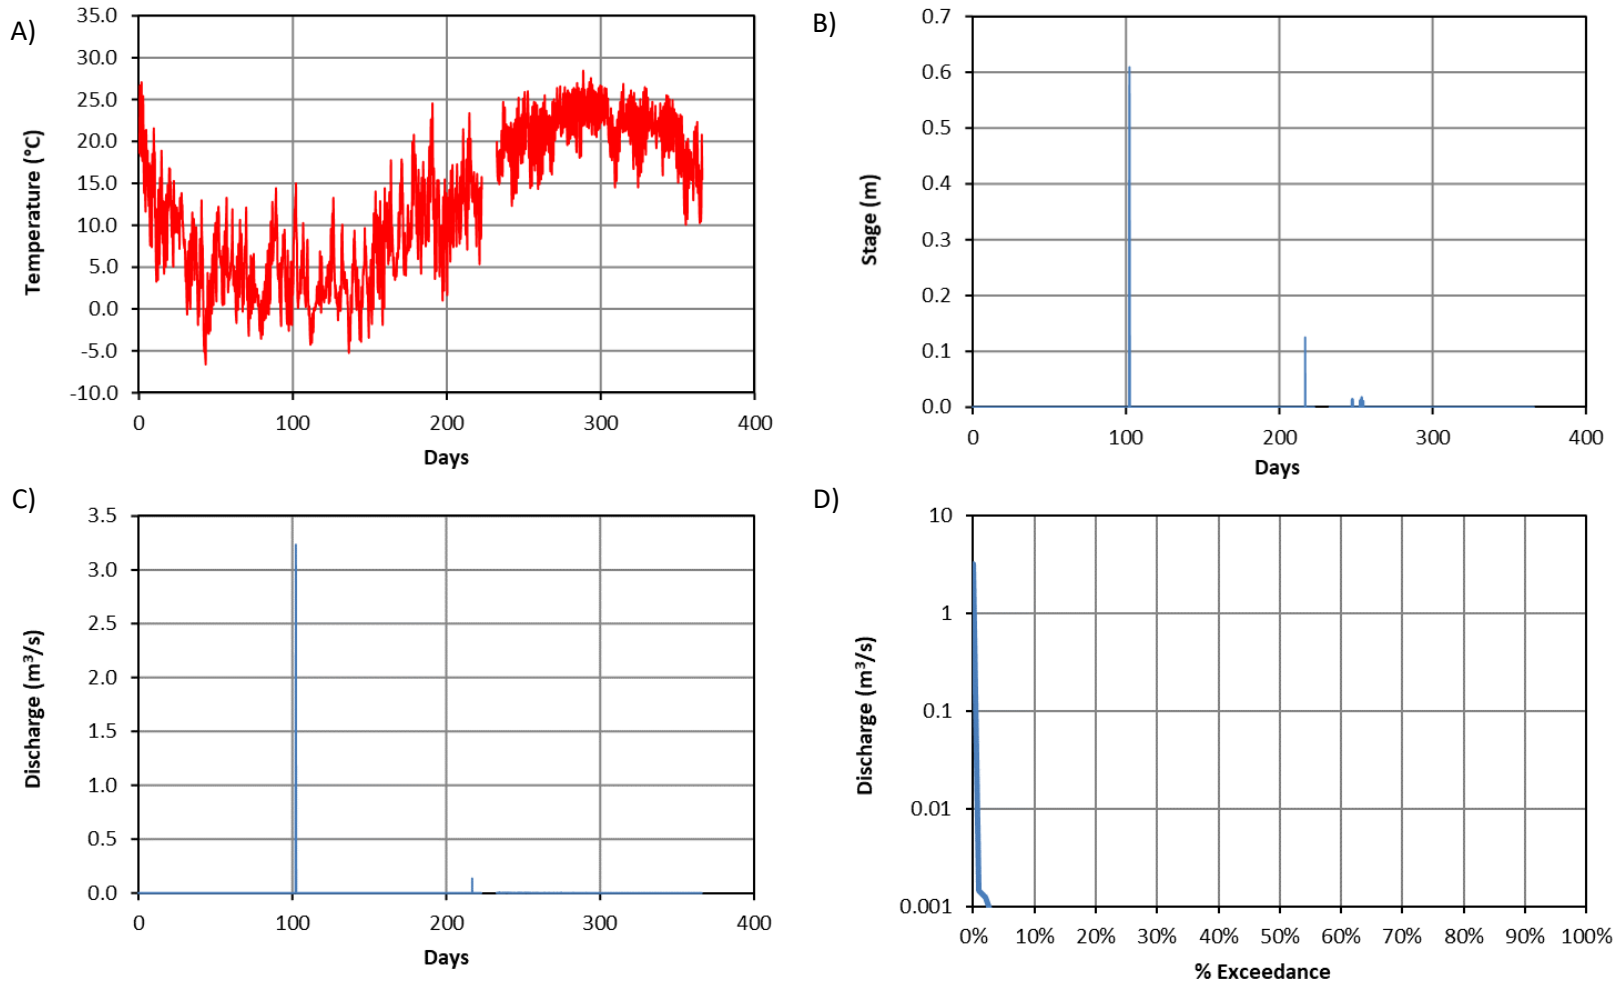 A)
35.0
30.0
25.0
20.0
15.0
10.0
5.0
0.0
-5.0
-10.0
Temperature (°C)
0 100 200 300 400
Days
B)
0.7
0.6
0.5
0.4
0.3
0.2
0.1
0.0
Stage (m)
0 100 200 300 400
Days
C)
3.5
3.0
2.5
2.0
1.5
1.0
0.5
0.0
Discharge (m³/s)
0 100 200 300 400
Days
D)
10
1
0.1
0.01
0.001
Discharge (m³/s)
0% 10% 20% 30% 40% 50% 60% 70% 80% 90% 100%
% Exceedance